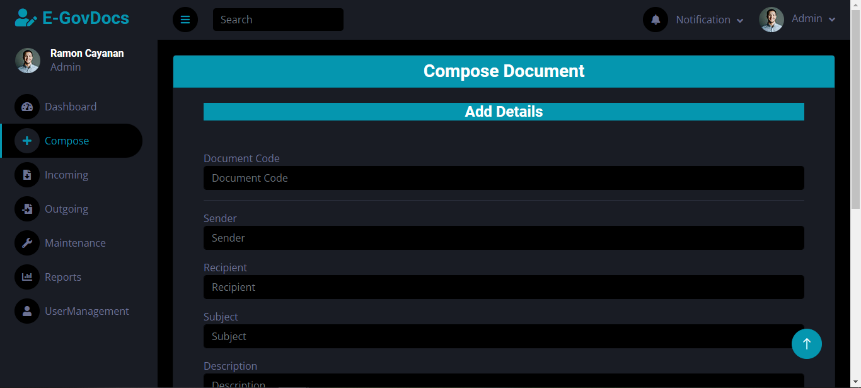 E-GovDocs
Search
Notification
Admin
Ramon Cayanan
Admin
Dashboard
Compose
Incoming
Outgoing
Maintenance
Reports
UserManagement
Compose Document
Add Details
Document Code
Document Code
Sender
Sender
Recipient
Recipient
Subject
Subject
Description
Description